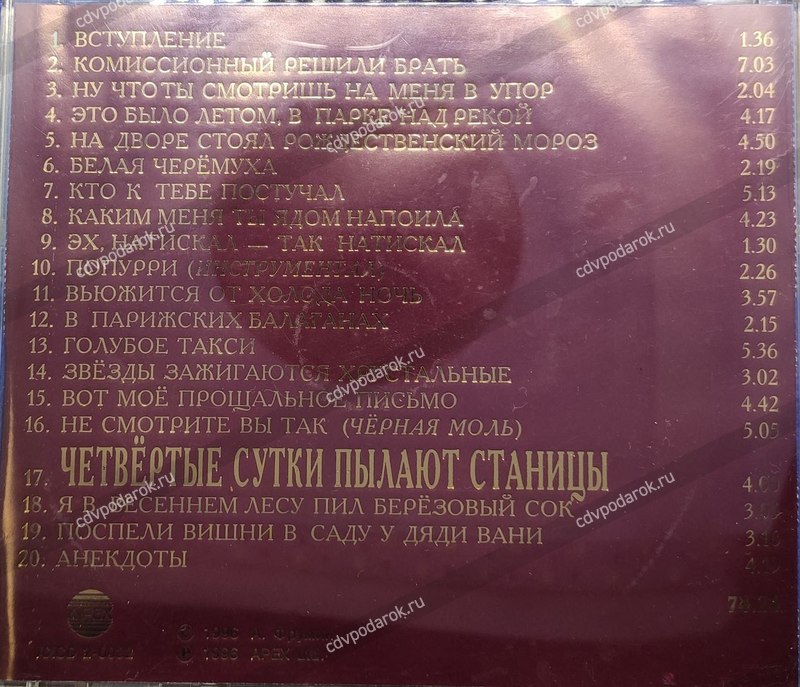 1. ВСТУПЛЕНИЕ 1.36
2. КОМИССИОННЫЙ РЕШИЛИ БРАТЬ 7.03
3. НУ ЧТО ТЫ СМОТРИШЬ НА МЕНЯ В УПОР 2.04
4. ЭТО БЫЛО ЛЕТОМ, В ПАРКЕ НАД РЕКОЙ 4.17
5. НА ДВОРЕ СТОЯЛ РОЖДЕСТВЕНСКИЙ МОРОЗ 4.50
6. БЕЛАЯ ЧЕРЁМУХА 2.19
7. КТО К ТЕБЕ ПОСТУЧАЛ 5.13
8. КАКИМ МЕНЯ ТЫ ЯДОМ НАПОИЛА 4.23
9. ЭХ, НАТИСКАЛ — ТАК НАТИСКАЛ 1.30
10. ПОПУРРИ (ИНСТРУМЕНТАЛ) 2.26
11. ВЬЮЖИТСЯ ОТ ХОЛОДА НОЧЬ 3.57
12. В ПАРИЖСКИХ БАЛАГАНАХ 2.15
13. ГОЛУБОЕ ТАКСИ 5.36
14. ЗВЁЗДЫ ЗАЖИГАЮТСЯ ХРУСТАЛЬНЫЕ 3.02
15. ВОТ МОЁ ПРОЩАЛЬНОЕ ПИСЬМО 4.42
16. НЕ СМОТРИТЕ ВЫ ТАК (ЧЁРНАЯ МОЛЬ) 5.05
17. ЧЕТВЁРТЫЕ СУТКИ ПЫЛАЮТ СТАНИЦЫ
18. Я В ВЕСЕННЕМ ЛЕСУ ПИЛ БЕРЁЗОВЫЙ СОК
19. ПОСПЕЛИ ВИШНИ В САДУ У ДЯДИ ВАНИ
20. АНЕКДОТЫ
1996 А.
1996 APEX
cdvpodarok.ru